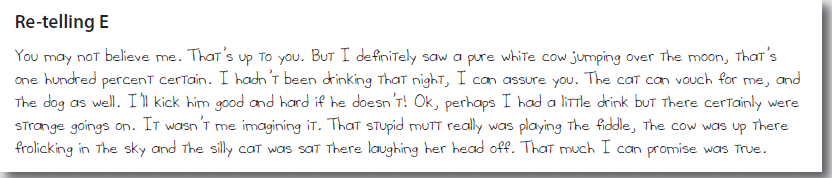 Re-telling E
You may not believe me. That's up to you. But I definitely saw a pure white cow jumping over the moon, that's
one hundred percent certain. I hadn't been drinking that night, I can assure you. The cat can vouch for me, and
the dog as well. I'll kick him good and hard if he doesn't! Ok, perhaps I had a little drink but there certainly were
strange goings on. It wasn't me imagining it. That stupid mutt really was playing the fiddle, the cow was up there
frolicking in the sky and the silly cat was sat there laughing her head off. That much I can promise was true.